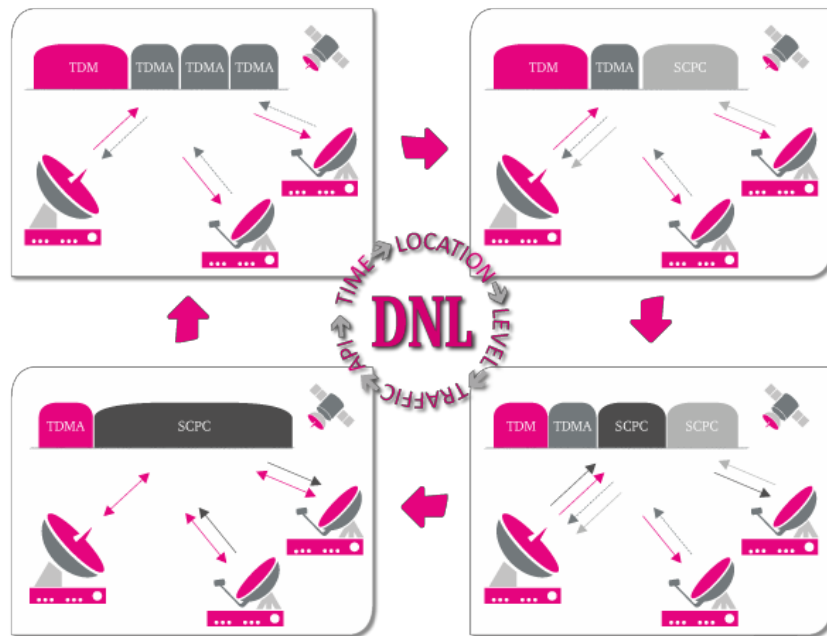 TDM TDMA TDMA TDMA
TDM TDMA SCPC
TIME LOCATION LEVEL TRAFFIC API
DNL
TDMA SCPC
TDM TDMA SCPC SCPC